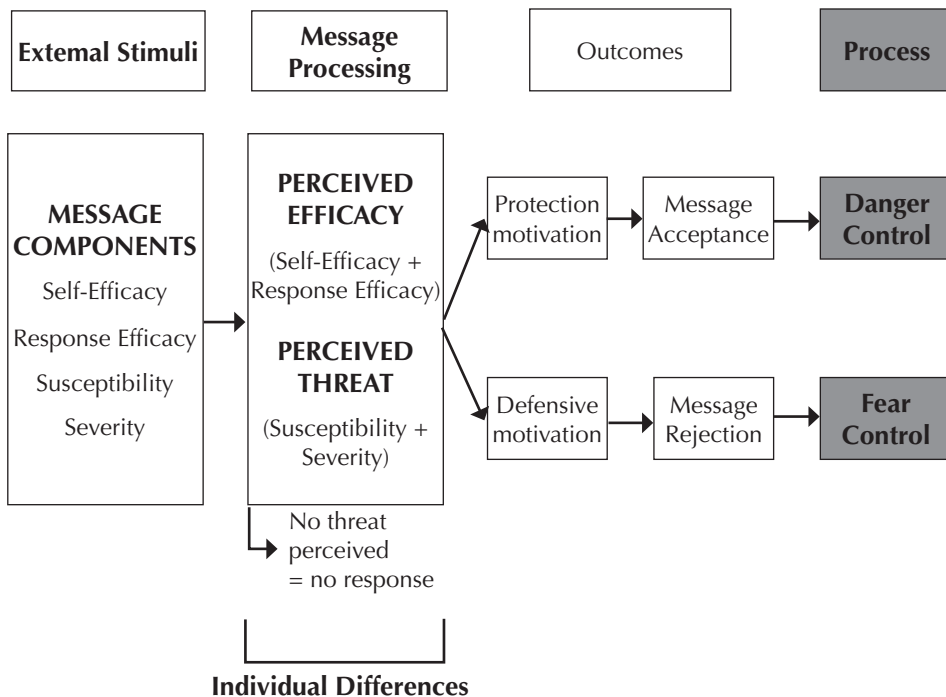 External Stimuli
Message
Processing
Outcomes
Process
MESSAGE
COMPONENTS
Self-Efficacy
Response Efficacy
Susceptibility
Severity
PERCEIVED
EFFICACY
(Self-Efficacy +
Response Efficacy)
PERCEIVED
THREAT
(Susceptibility +
Severity)
No threat
perceived
= no response
Protection
motivation
Message
Acceptance
Danger
Control
Defensive
motivation
Message
Rejection
Fear
Control
Individual Differences